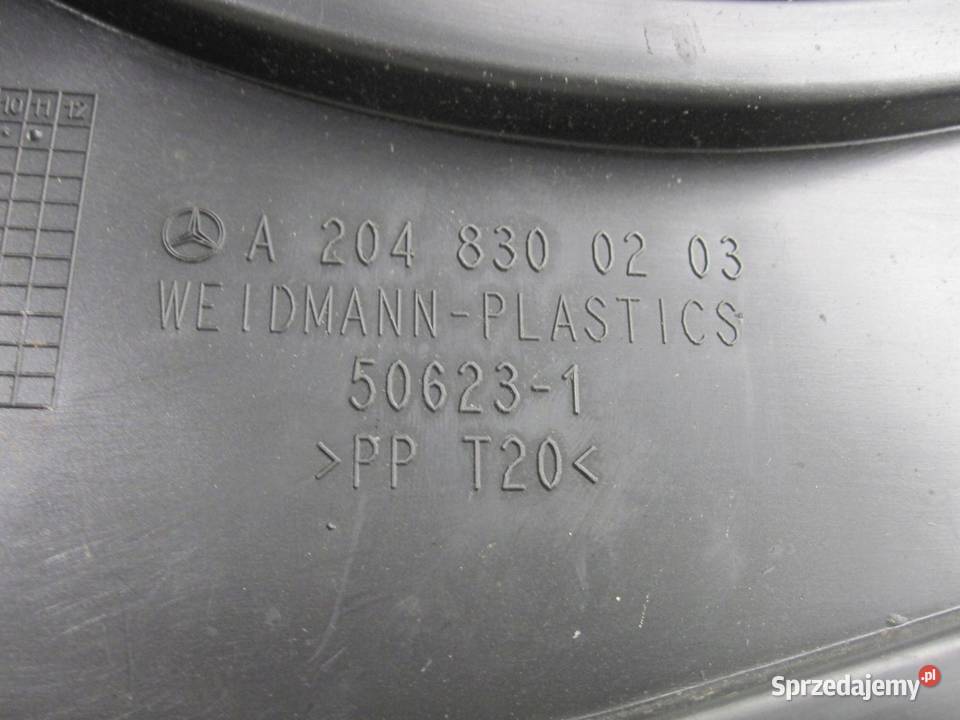 10 11 12
A 204 830 02 03
WEIDMANN-PLASTICS
50623-1
>PP T20<
Sprzedajemy.pl